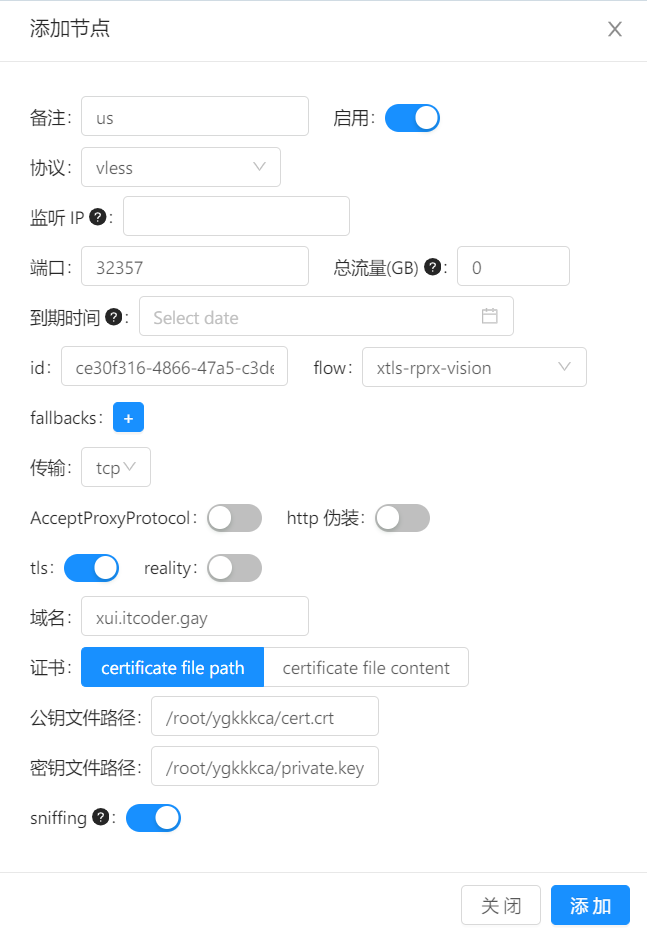 添加节点
备注: us 启用:
协议: vless
监听 IP ? :
端口: 32357 总流量(GB) ? : 0
到期时间 ? : Select date
id: ce30f316-4866-47a5-c3de flow: xtls-rprx-vision
fallbacks: +
传输: tcp
AcceptProxyProtocol: http 伪装:
tls: reality:
域名: xui.itcoder.gay
证书: certificate file path certificate file content
公钥文件路径: /root/ygkkkca/cert.crt
密钥文件路径: /root/ygkkkca/private.key
sniffing ? :
关 闭 添 加